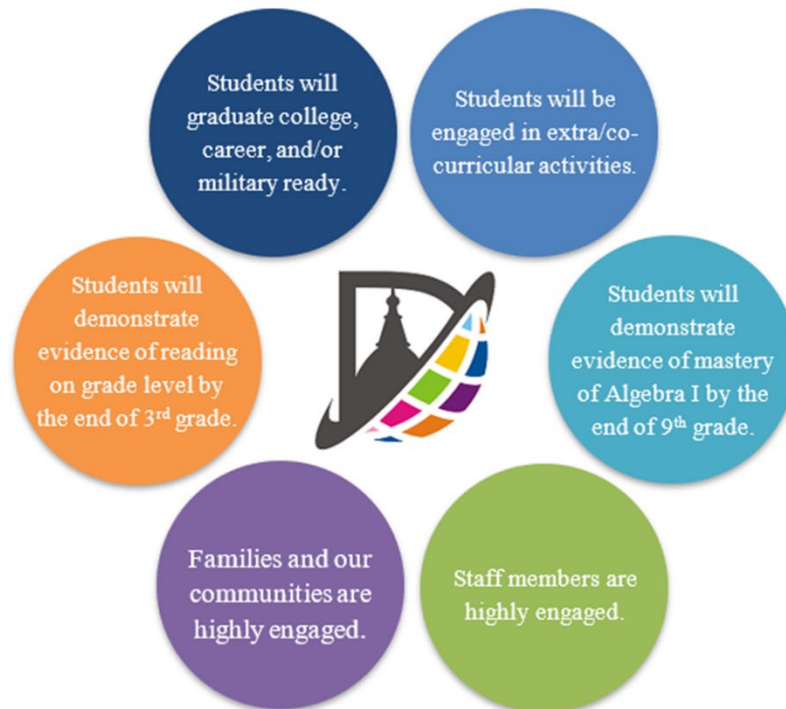 Students will
graduate college,
career, and/or
military ready.
Students will be
engaged in extra/co-
curricular activities.
Students will
demonstrate
evidence of reading
on grade level by
the end of 3rd grade.
Students will
demonstrate
evidence of mastery
of Algebra I by the
end of 9th grade.
Families and our
communities are
highly engaged.
Staff members are
highly engaged.